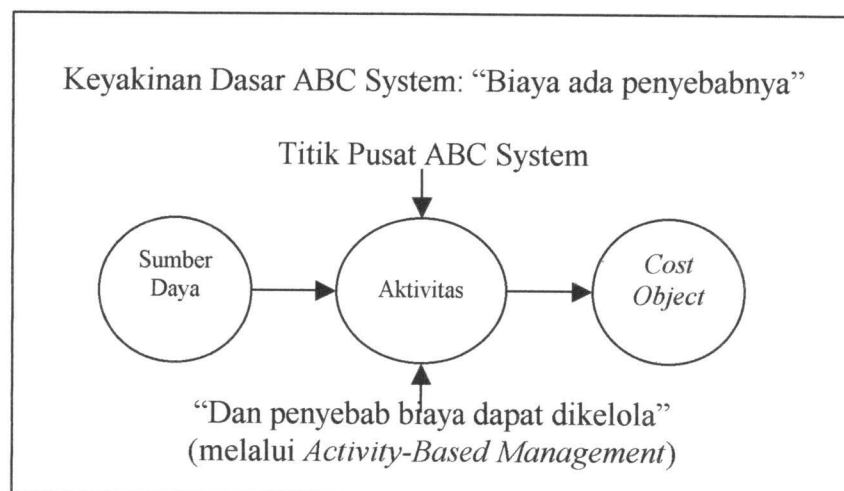 Keyakinan Dasar ABC System: “Biaya ada penyebabnya”
Titik Pusat ABC System
Sumber
Daya
Aktivitas
Cost
Object
“Dan penyebab biaya dapat dikelola”
(melalui Activity-Based Management)